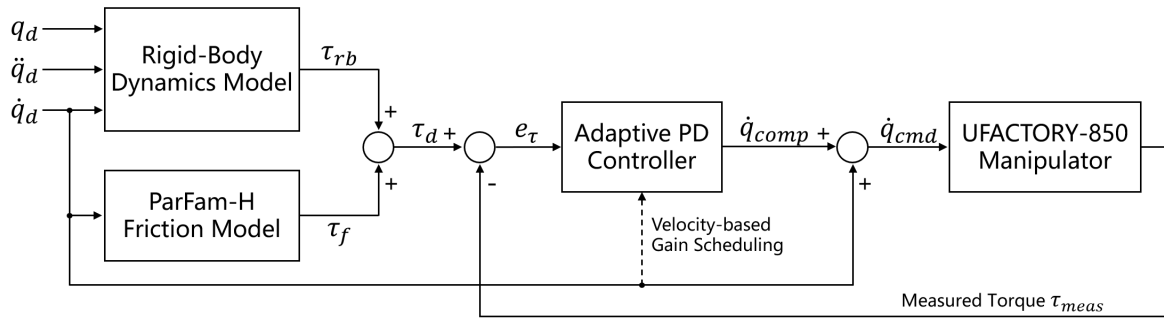 q_d
q̈_d
q̇_d
Rigid-Body
Dynamics Model
τ_rb
+
ParFam-H
Friction Model
τ_f
+
τ_d +
-
e_τ
Adaptive PD
Controller
Velocity-based
Gain Scheduling
q̇_comp +
+
q̇_cmd
UFACTORY-850
Manipulator
Measured Torque τ_meas